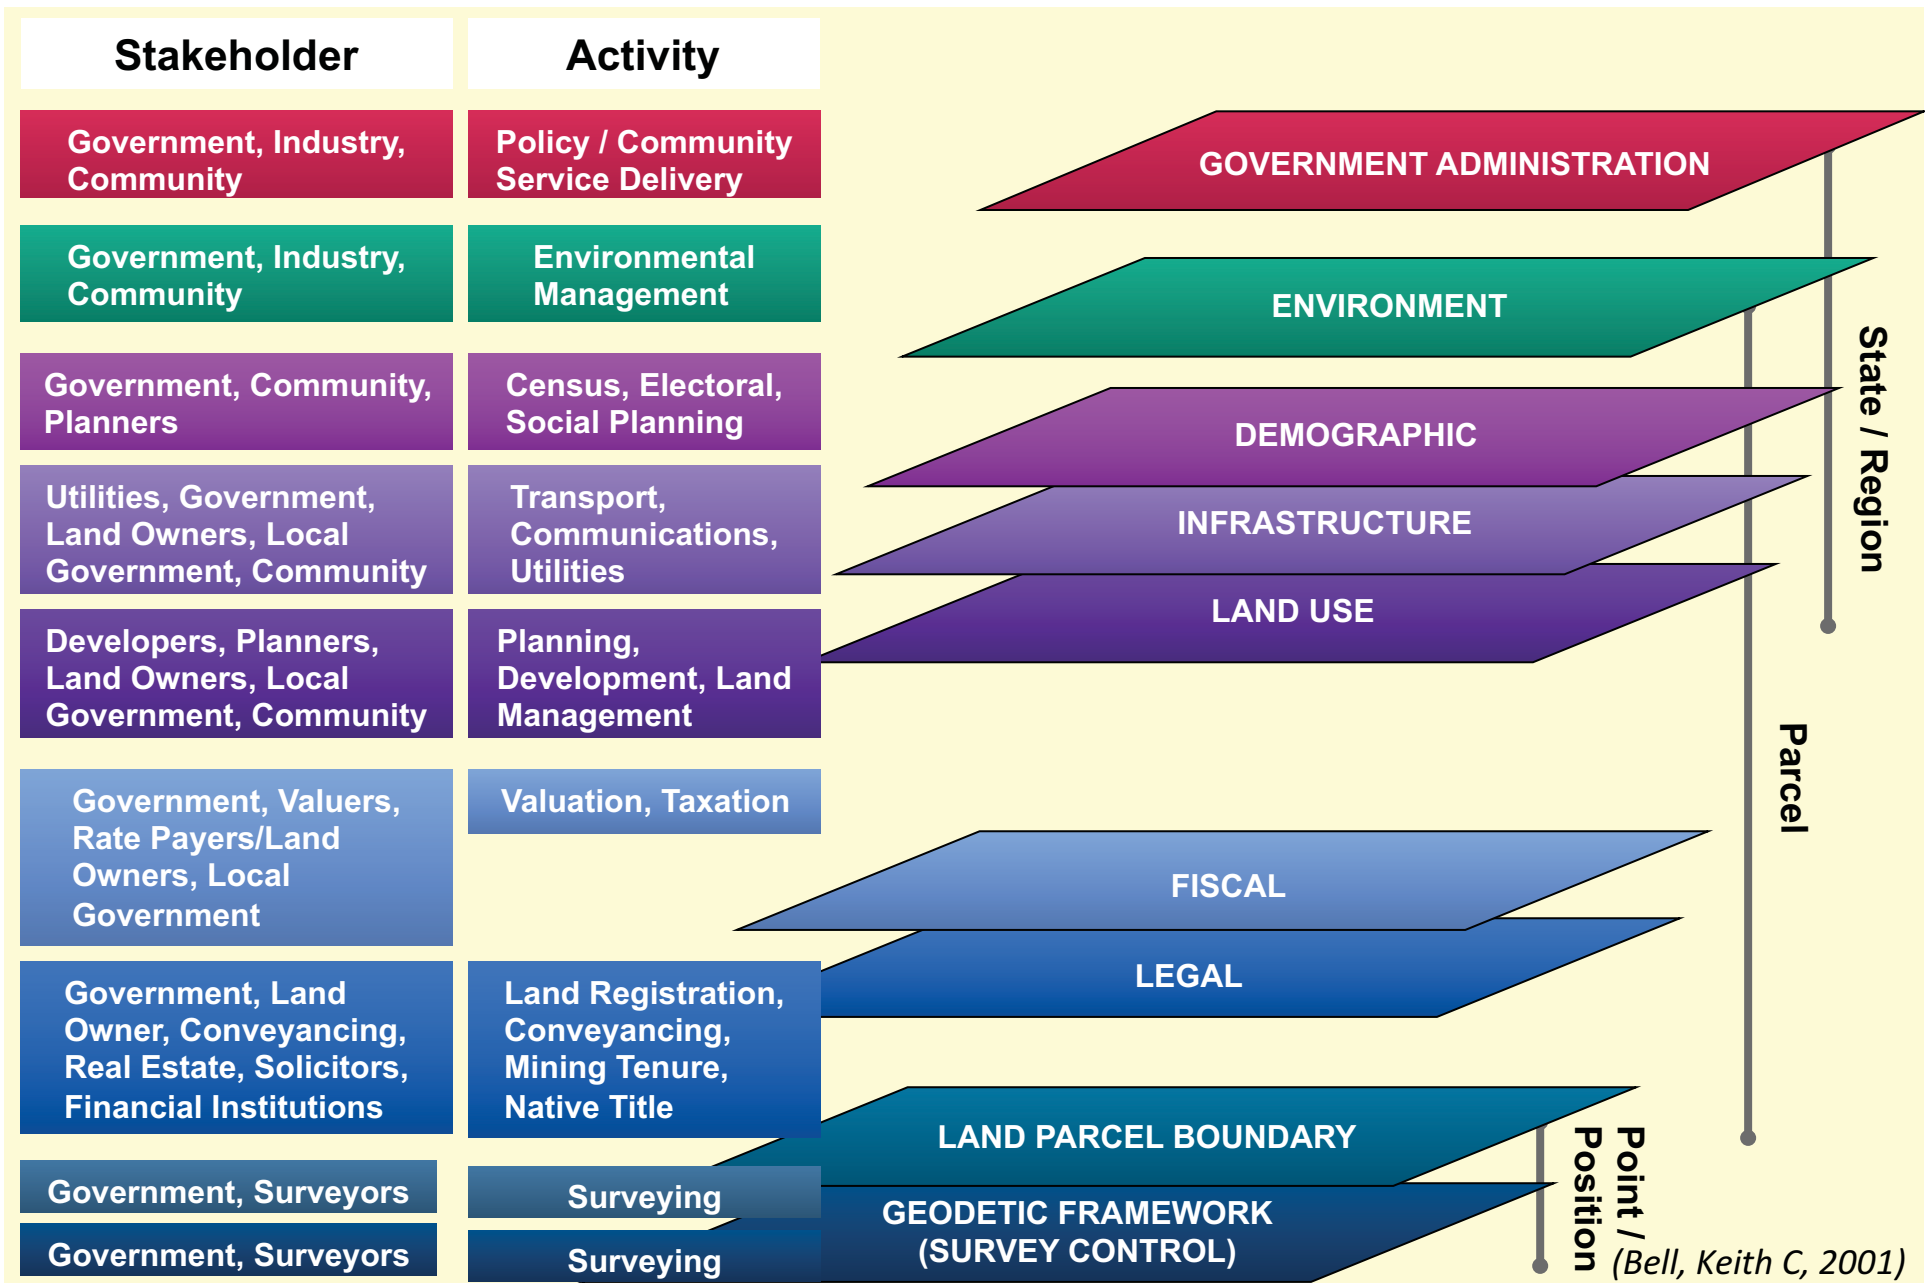 Stakeholder
Activity
Government, Industry,
Community
Policy / Community
Service Delivery
GOVERNMENT ADMINISTRATION
Government, Industry,
Community
Environmental
Management
ENVIRONMENT
Government, Community,
Planners
Census, Electoral,
Social Planning
DEMOGRAPHIC
Utilities, Government,
Land Owners, Local
Government, Community
Transport,
Communications,
Utilities
INFRASTRUCTURE
Developers, Planners,
Land Owners, Local
Government, Community
Planning,
Development, Land
Management
LAND USE
State / Region
Government, Valuers,
Rate Payers/Land
Owners, Local
Government
Valuation, Taxation
FISCAL
Parcel
Government, Land
Owner, Conveyancing,
Real Estate, Solicitors,
Financial Institutions
Land Registration,
Conveyancing,
Mining Tenure,
Native Title
LEGAL
Government, Surveyors
Surveying
LAND PARCEL BOUNDARY
Government, Surveyors
Surveying
GEODETIC FRAMEWORK
(SURVEY CONTROL)
Point /
Position
(Bell, Keith C, 2001)